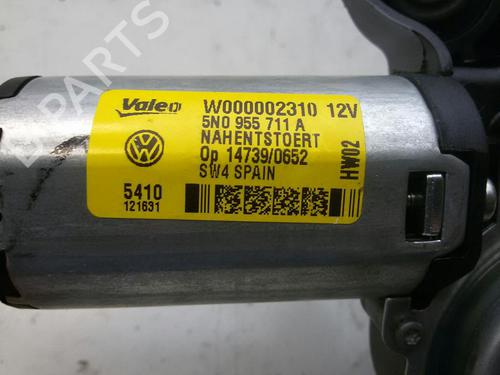 PARTS
Valeo W000002310 12V
5N0 955 711 A
NAHENTSTOERT
Op 14739/0652
SW4 SPAIN
HW02
5410
121631